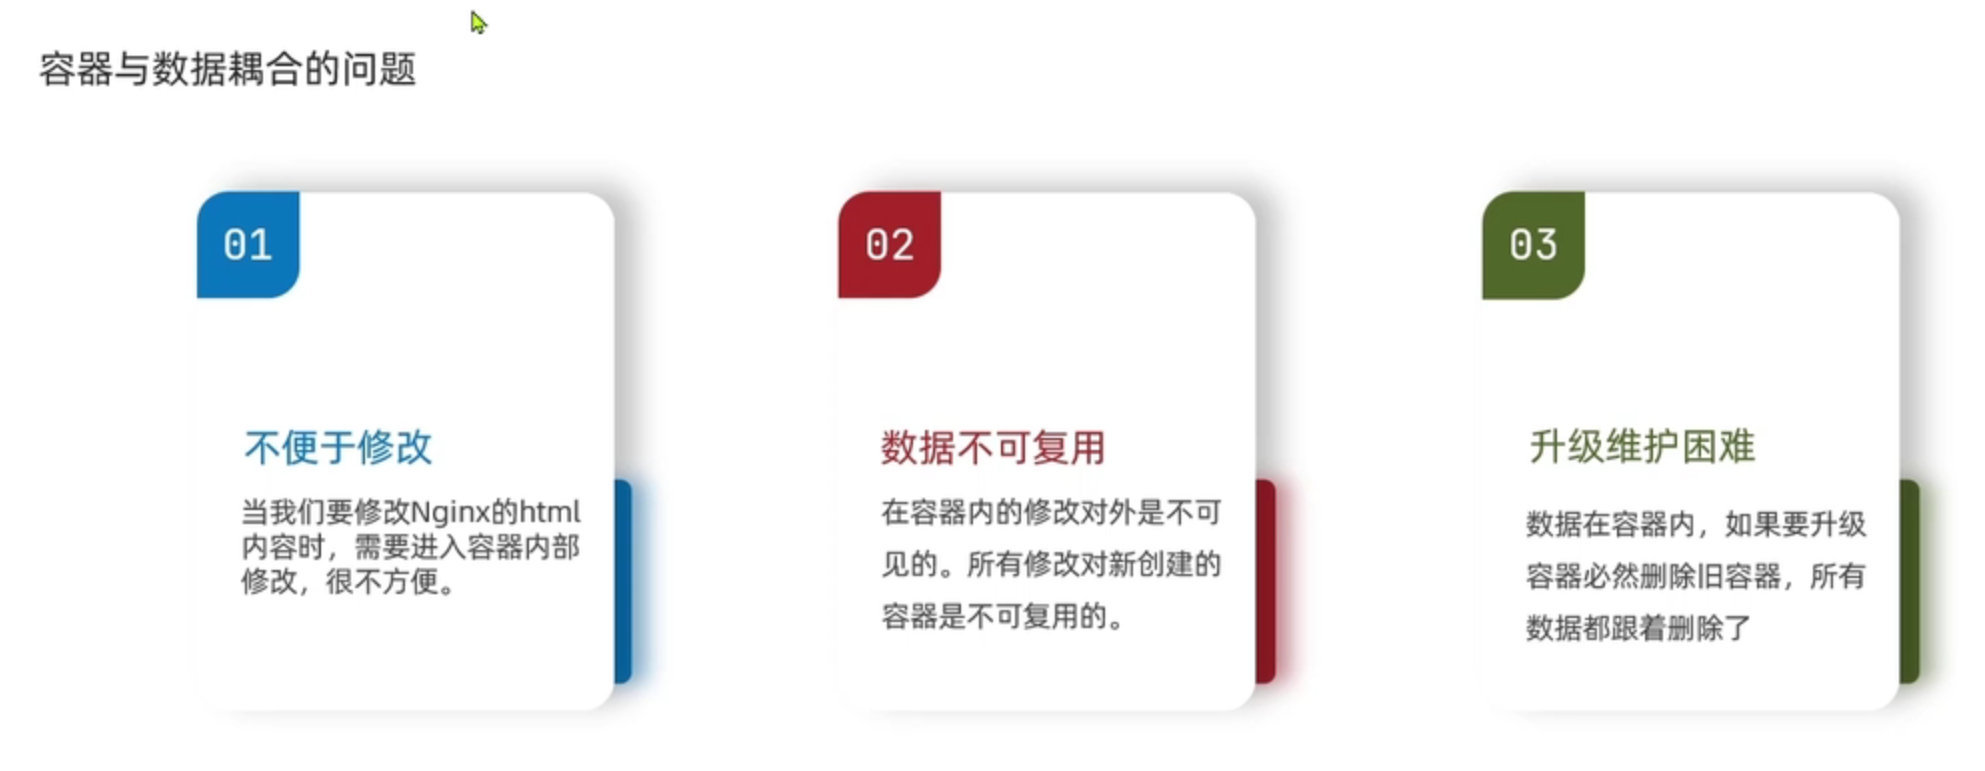 容器与数据耦合的问题
01
不便于修改
当我们要修改Nginx的html
内容时，需要进入容器内部
修改，很不方便。
02
数据不可复用
在容器内的修改对外是不可
见的。所有修改对新创建的
容器是不可复用的。
03
升级维护困难
数据在容器内，如果要升级
容器必然删除旧容器，所有
数据都跟着删除了